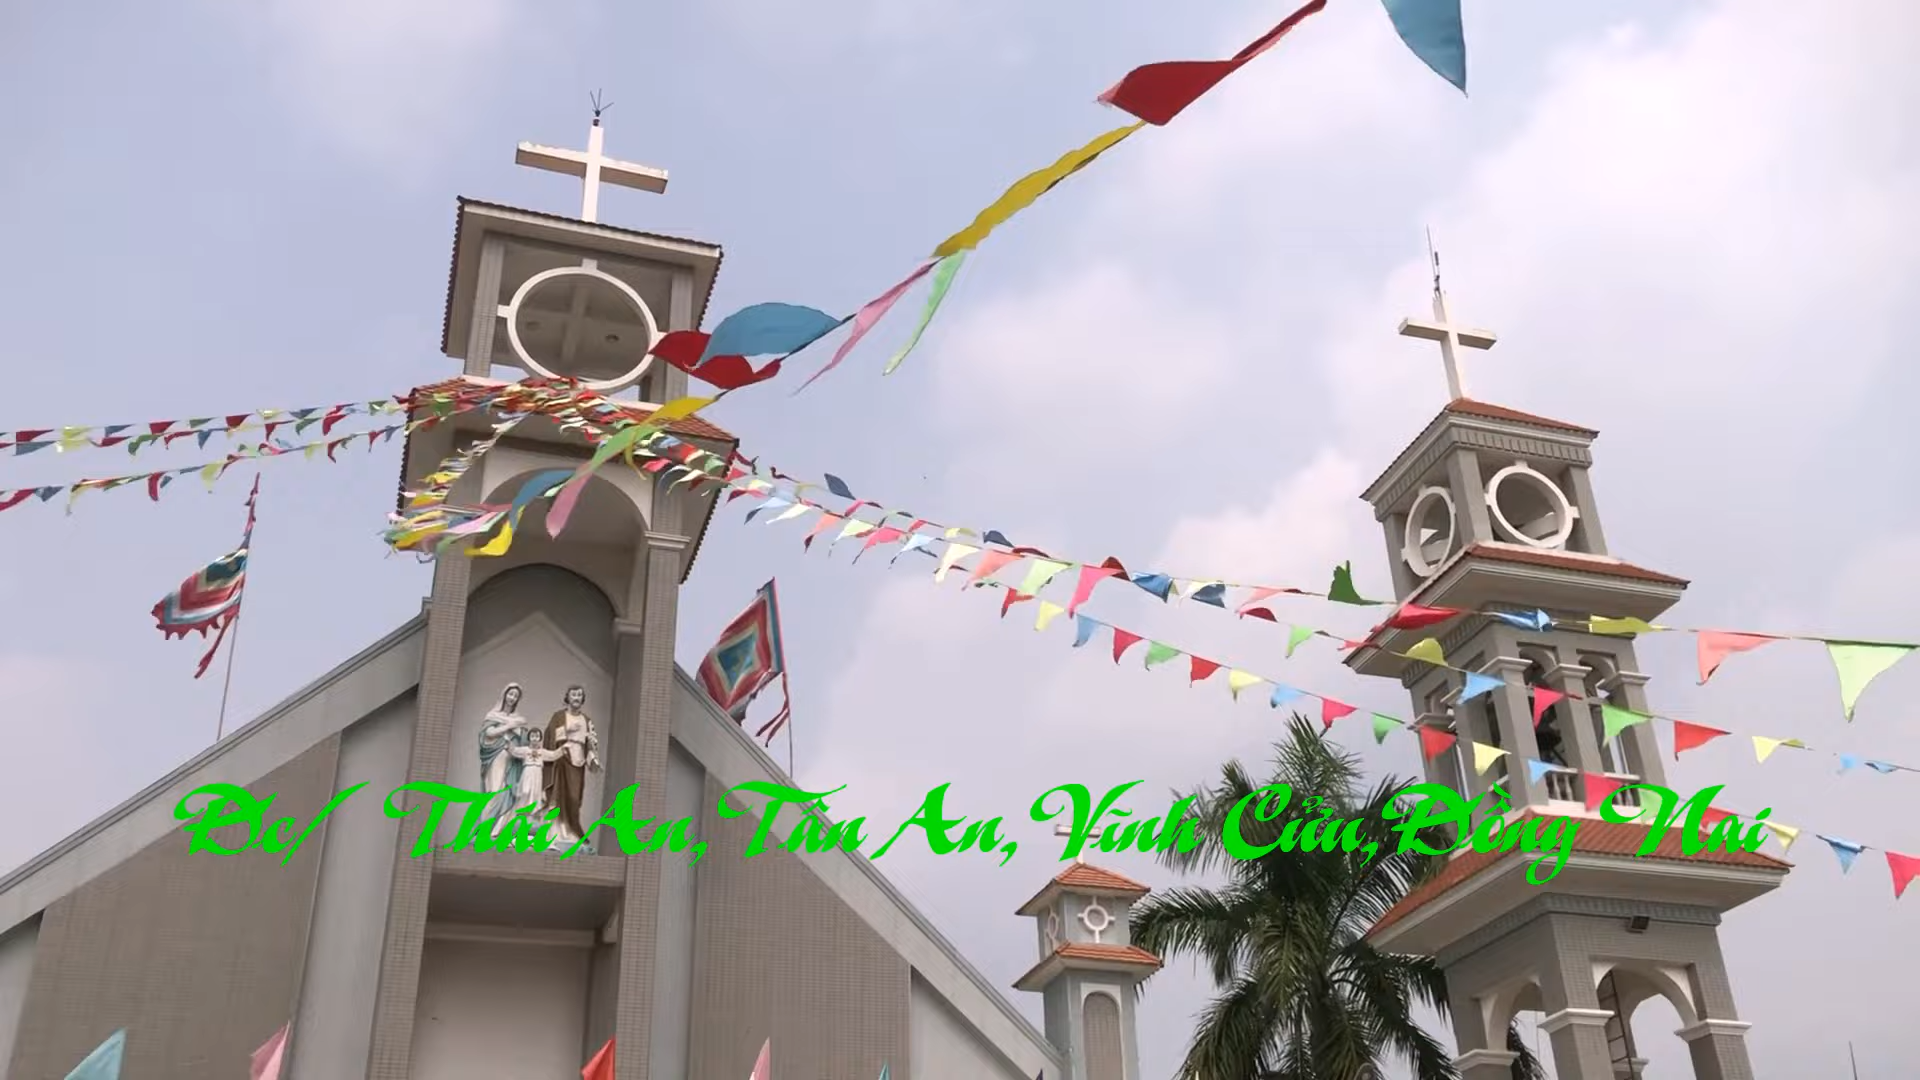 Đc/ Thái An, Tân An, Vĩnh Cửu, Đồng Nai